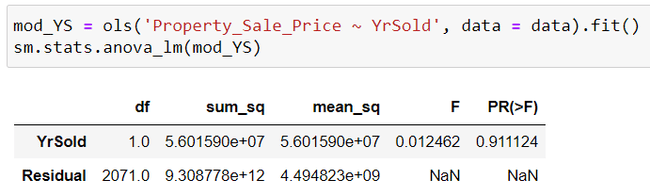 mod_YS = ols('Property_Sale_Price ~ YrSold', data = data).fit()
sm.stats.anova_lm(mod_YS)
df sum_sq mean_sq F PR(>F)
YrSold 1.0 5.601590e+07 5.601590e+07 0.012462 0.911124
Residual 2071.0 9.308778e+12 4.494823e+09 NaN NaN